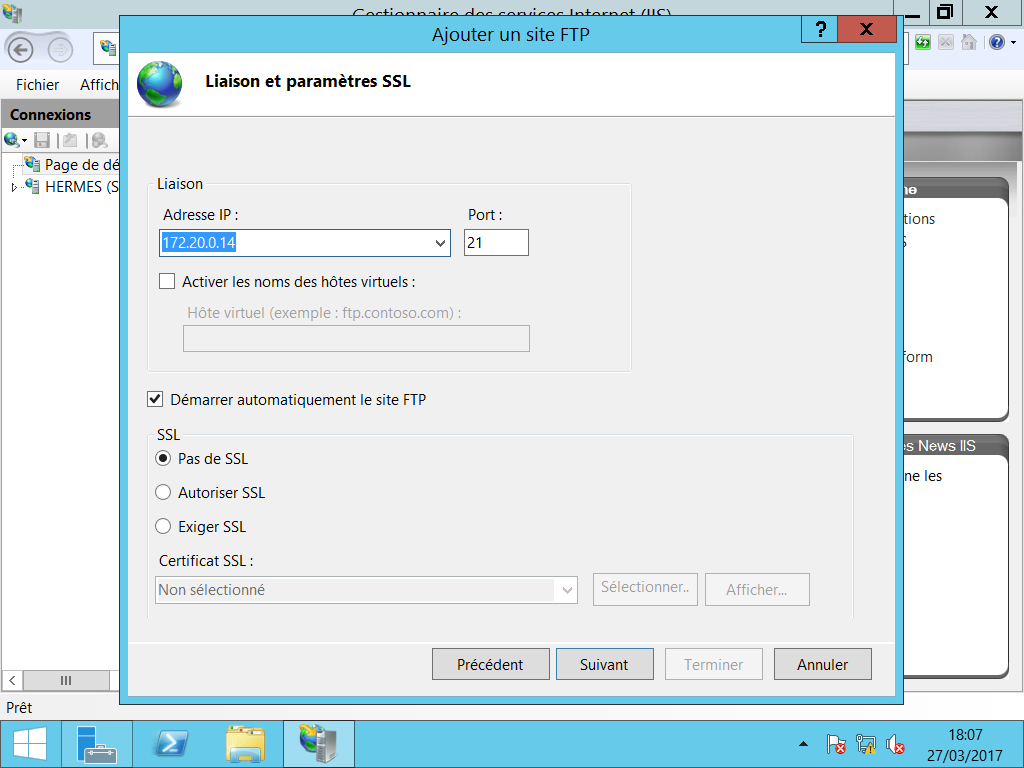 Gestionnaire des services Internet (IIS)
Ajouter un site FTP
?
Fichier
Affich
Liaison et paramètres SSL
Connexions
Page de dé
HERMES (S
Liaison
Adresse IP :
Port :
172.20.0.14
21
Activer les noms des hôtes virtuels :
Hôte virtuel (exemple : ftp.contoso.com) :
Démarrer automatiquement le site FTP
SSL
Pas de SSL
Autoriser SSL
Exiger SSL
Certificat SSL :
Non sélectionné
Sélectionner..
Afficher...
Précédent
Suivant
Terminer
Annuler
ne
tions
form
es News IIS
ne les
Prêt
18:07
27/03/2017